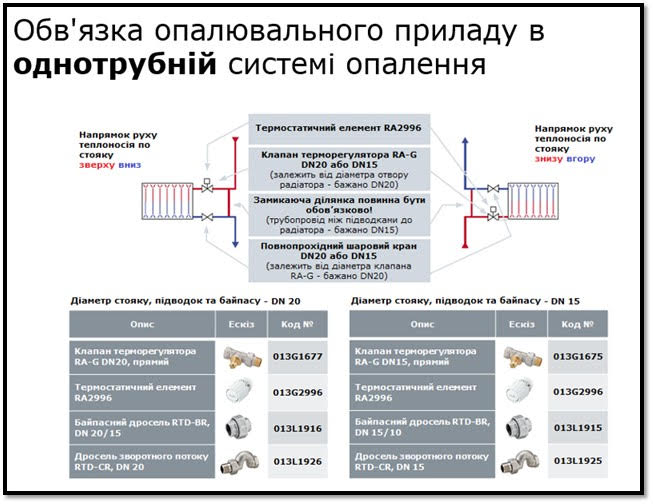 Обв'язка опалювального приладу в
однотрубній системі опалення
Напрямок руху
теплоносія по
стояку
зверху вниз
Термостатичний елемент RA2996
Клапан терморегулятора RA-G
DN20 або DN15
(залежить від діаметра отвору
радіатора - бажано DN20)
Замикаюча ділянка повинна бути
обов’язково!
(трубопровід між підводками до
радіатора - бажано DN15)
Повнопрохідний шаровий кран
DN20 або DN15
(залежить від діаметра клапана
RA-G - бажано DN20)
Напрямок руху
теплоносія по
стояку
знизу вгору
Діаметр стояку, підводок та байпасу - DN 20
Опис Ескіз Код №
Клапан терморегулятора
RA-G DN20, прямий
013G1677
Термостатичний елемент
RA2996
013G2996
Байпасний дросель RTD-BR,
DN 20/15
013L1916
Дросель зворотного потоку
RTD-CR, DN 20
013L1926
Діаметр стояку, підводок та байпасу - DN 15
Опис Ескіз Код №
Клапан терморегулятора
RA-G DN15, прямий
013G1675
Термостатичний елемент
RA2996
013G2996
Байпасний дросель RTD-BR,
DN 15/10
013L1915
Дросель зворотного потоку
RTD-CR, DN 15
013L1925